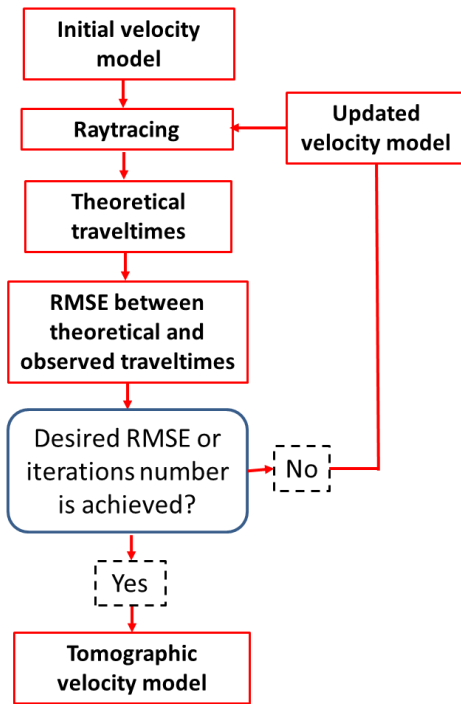 Initial velocity
model
Raytracing
Updated
velocity model
Theoretical
traveltimes
RMSE between
theoretical and
observed traveltimes
Desired RMSE or
iterations number
is achieved?
No
Yes
Tomographic
velocity model